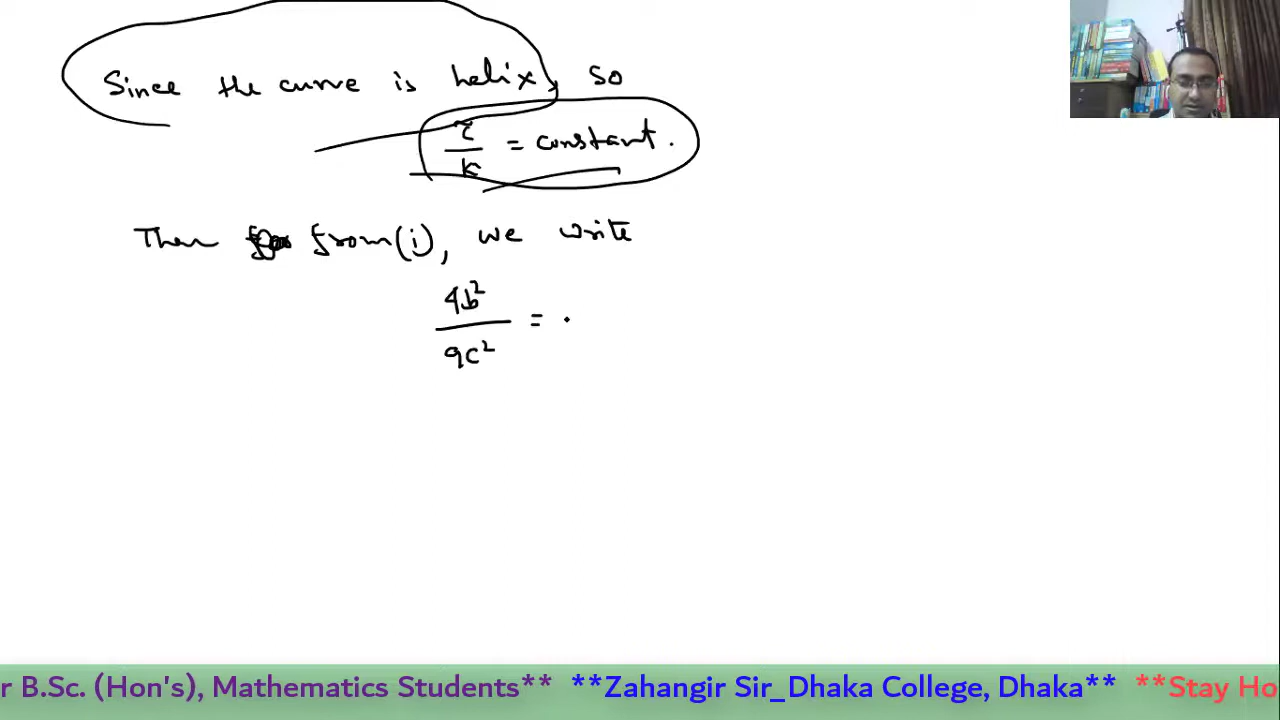 Since the curve is helix, so
τ/κ = constant.
Then from (i), we write
4b²/9c² = .
r B.Sc. (Hon's), Mathematics Students** **Zahangir Sir_Dhaka College, Dhaka** **Stay Ho